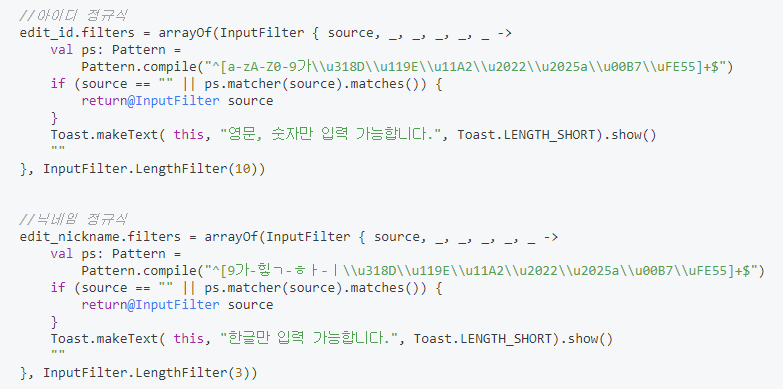 //아이디 정규식
edit_id.filters = arrayOf(InputFilter { source, _, _, _, _, _ ->
    val ps: Pattern =
        Pattern.compile("^[a-zA-Z0-9가\\u318D\\u119E\\u11A2\\u2022\\u2025a\\u00B7\\uFE55]+$")
    if (source == "" || ps.matcher(source).matches()) {
        return@InputFilter source
    }
    Toast.makeText( this, "영문, 숫자만 입력 가능합니다.", Toast.LENGTH_SHORT).show()
    ""
}, InputFilter.LengthFilter(10))
//닉네임 정규식
edit_nickname.filters = arrayOf(InputFilter { source, _, _, _, _, _ ->
    val ps: Pattern =
        Pattern.compile("^[9가-힣ㄱ-ㅎㅏ-ㅣ\\u318D\\u119E\\u11A2\\u2022\\u2025a\\u00B7\\uFE55]+$")
    if (source == "" || ps.matcher(source).matches()) {
        return@InputFilter source
    }
    Toast.makeText( this, "한글만 입력 가능합니다.", Toast.LENGTH_SHORT).show()
    ""
}, InputFilter.LengthFilter(3))